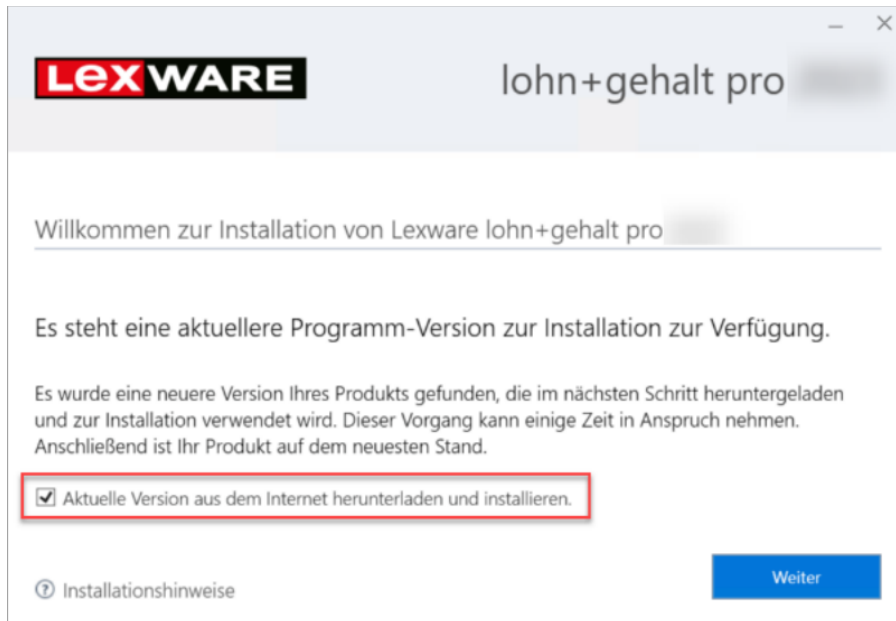 LEXWARE
lohn+gehalt pro
Willkommen zur Installation von Lexware lohn+gehalt pro
Es steht eine aktuellere Programm-Version zur Installation zur Verfügung.
Es wurde eine neuere Version Ihres Produkts gefunden, die im nächsten Schritt heruntergeladen
und zur Installation verwendet wird. Dieser Vorgang kann einige Zeit in Anspruch nehmen.
Anschließend ist Ihr Produkt auf dem neuesten Stand.
Aktuelle Version aus dem Internet herunterladen und installieren.
Installationshinweise
Weiter